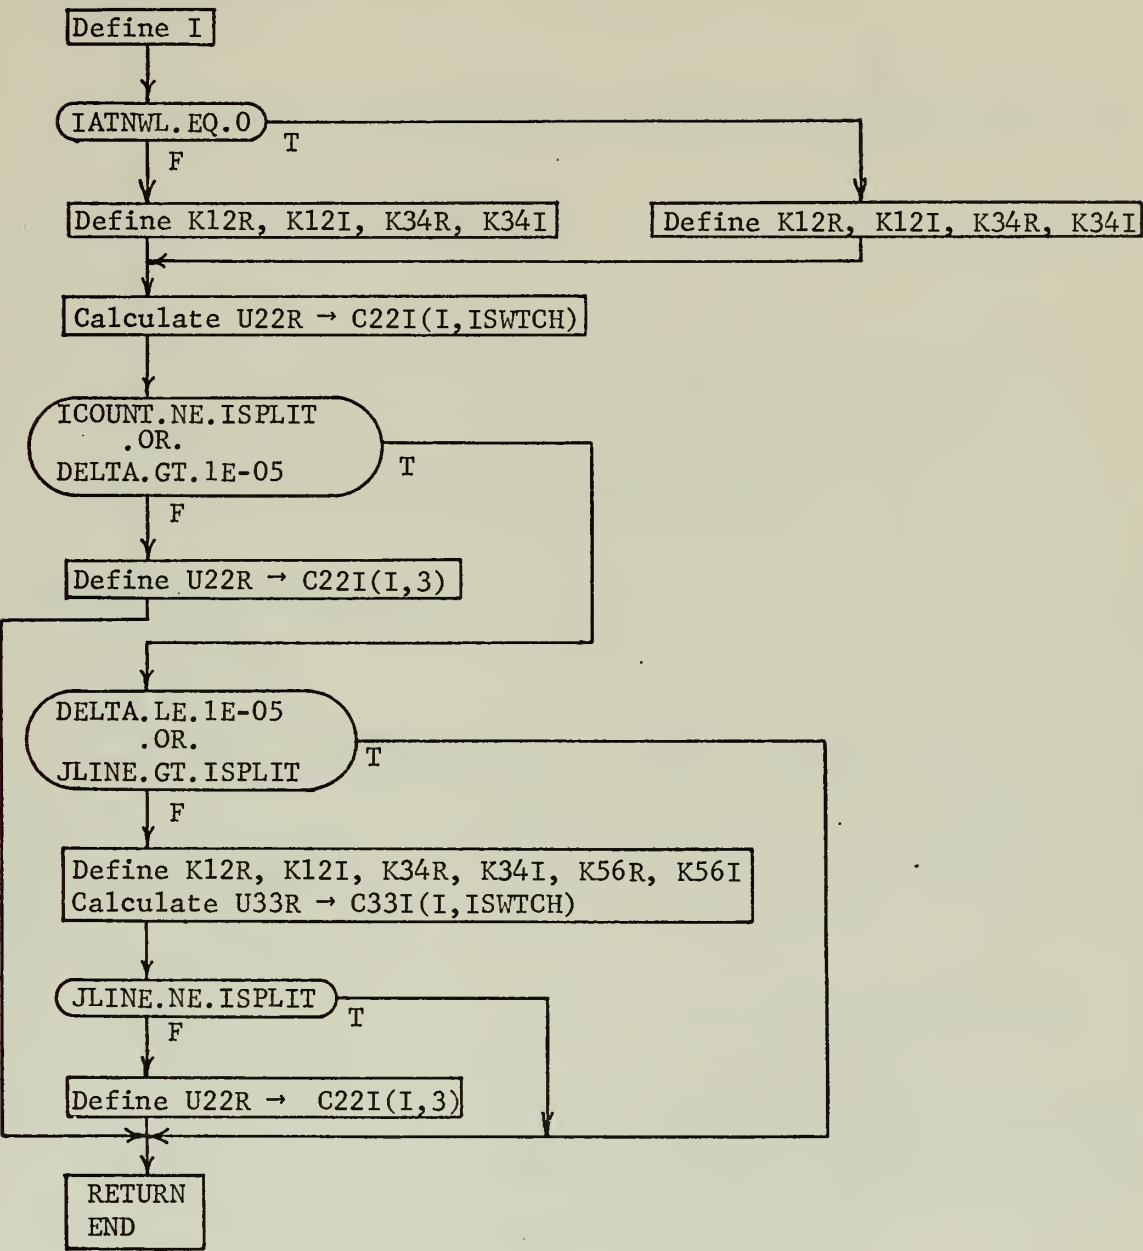 Define I
IATNWL.EQ.0
T
F
Define K12R, K12I, K34R, K34I
Define K12R, K12I, K34R, K34I
Calculate U22R → C22I(I,ISWTCH)
ICOUNT.NE.ISPLIT
.OR.
DELTA.GT.1E-05
T
F
Define U22R → C22I(I,3)
DELTA.LE.1E-05
.OR.
JLINE.GT.ISPLIT
T
F
Define K12R, K12I, K34R, K34I, K56R, K56I
Calculate U33R → C33I(I,ISWTCH)
JLINE.NE.ISPLIT
T
F
Define U22R → C22I(I,3)
RETURN
END